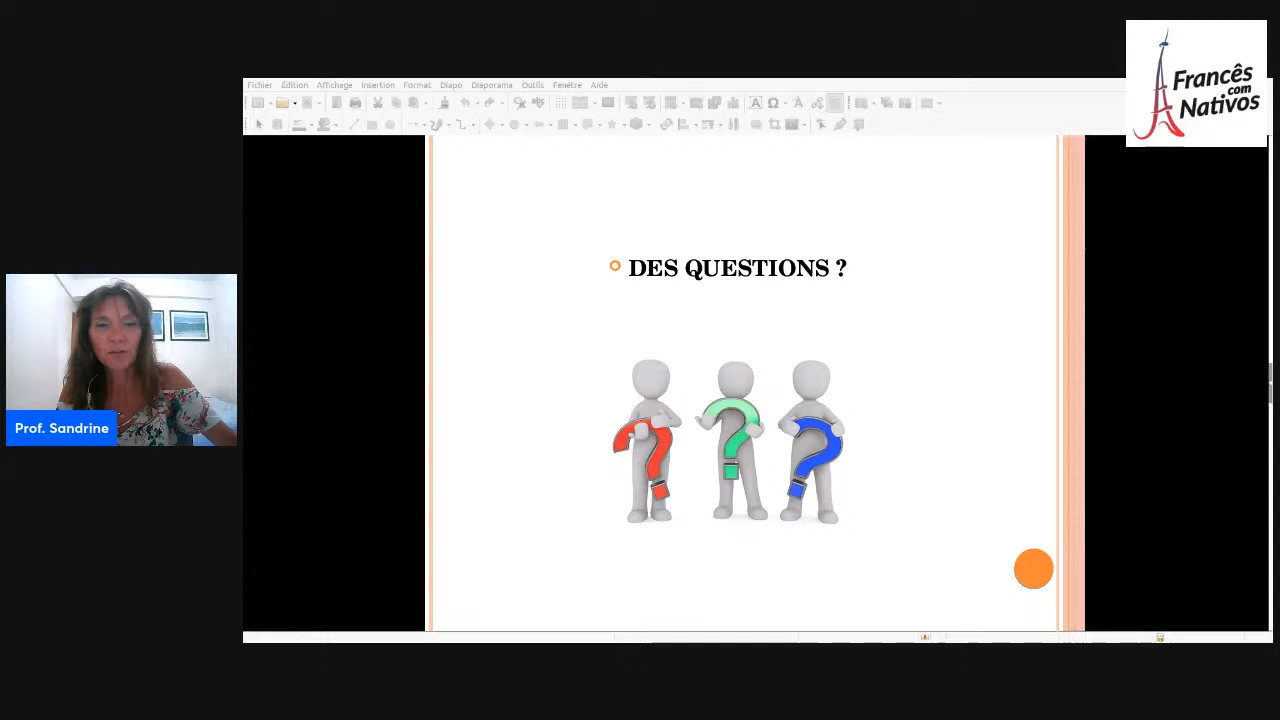 Francês
com
Nativos
Fichier Édition Affichage Insertion Format Diapo Diaporama Outils Fenêtre Aide
DES QUESTIONS ?
Prof. Sandrine